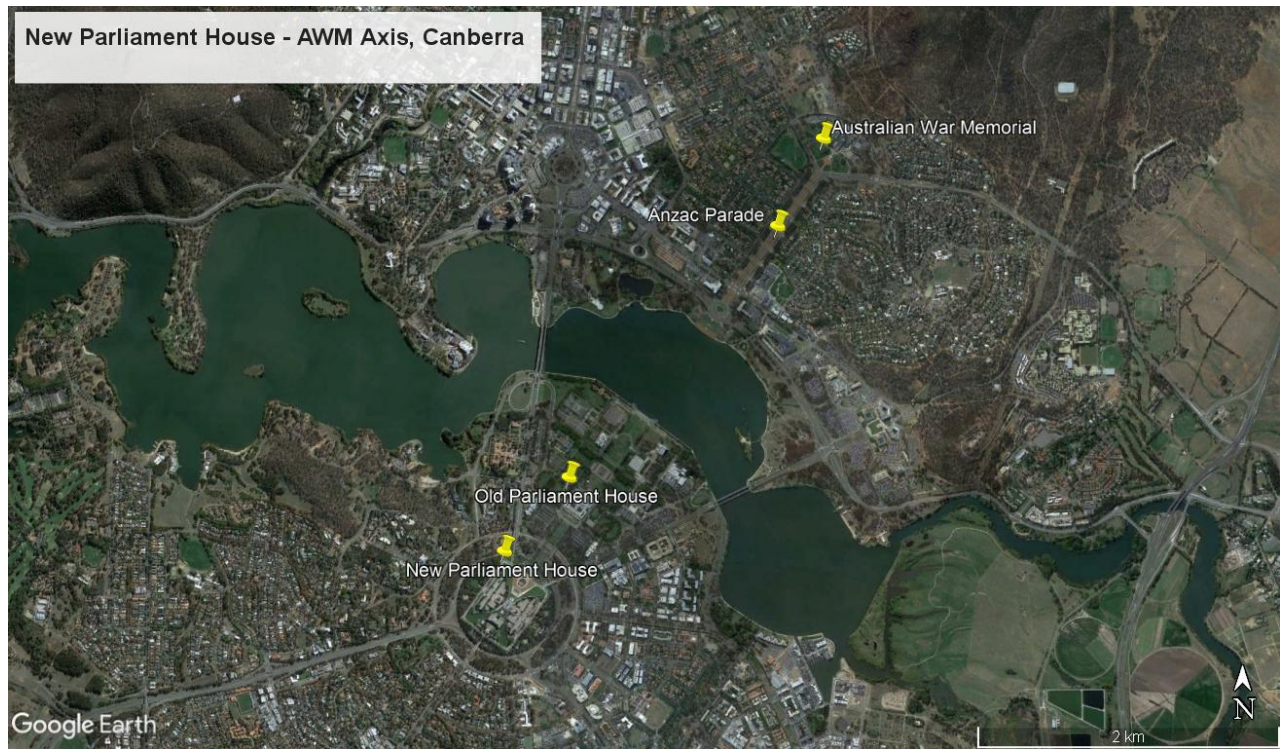 New Parliament House - AWM Axis, Canberra
Australian War Memorial
Anzac Parade
Old Parliament House
New Parliament House
Google Earth
N
2 km